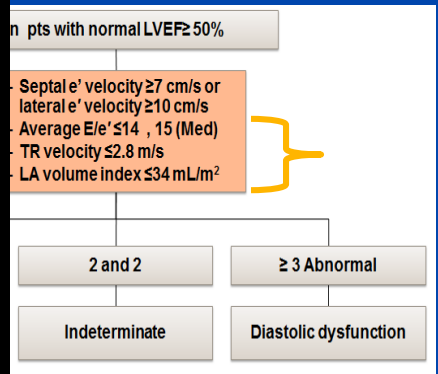 n pts with normal LVEF≥ 50%
- Septal e' velocity ≥7 cm/s or
lateral e' velocity ≥10 cm/s
- Average E/e'≤14 , 15 (Med)
- TR velocity ≤2.8 m/s
- LA volume index ≤34 mL/m²
2 and 2
≥ 3 Abnormal
Indeterminate
Diastolic dysfunction